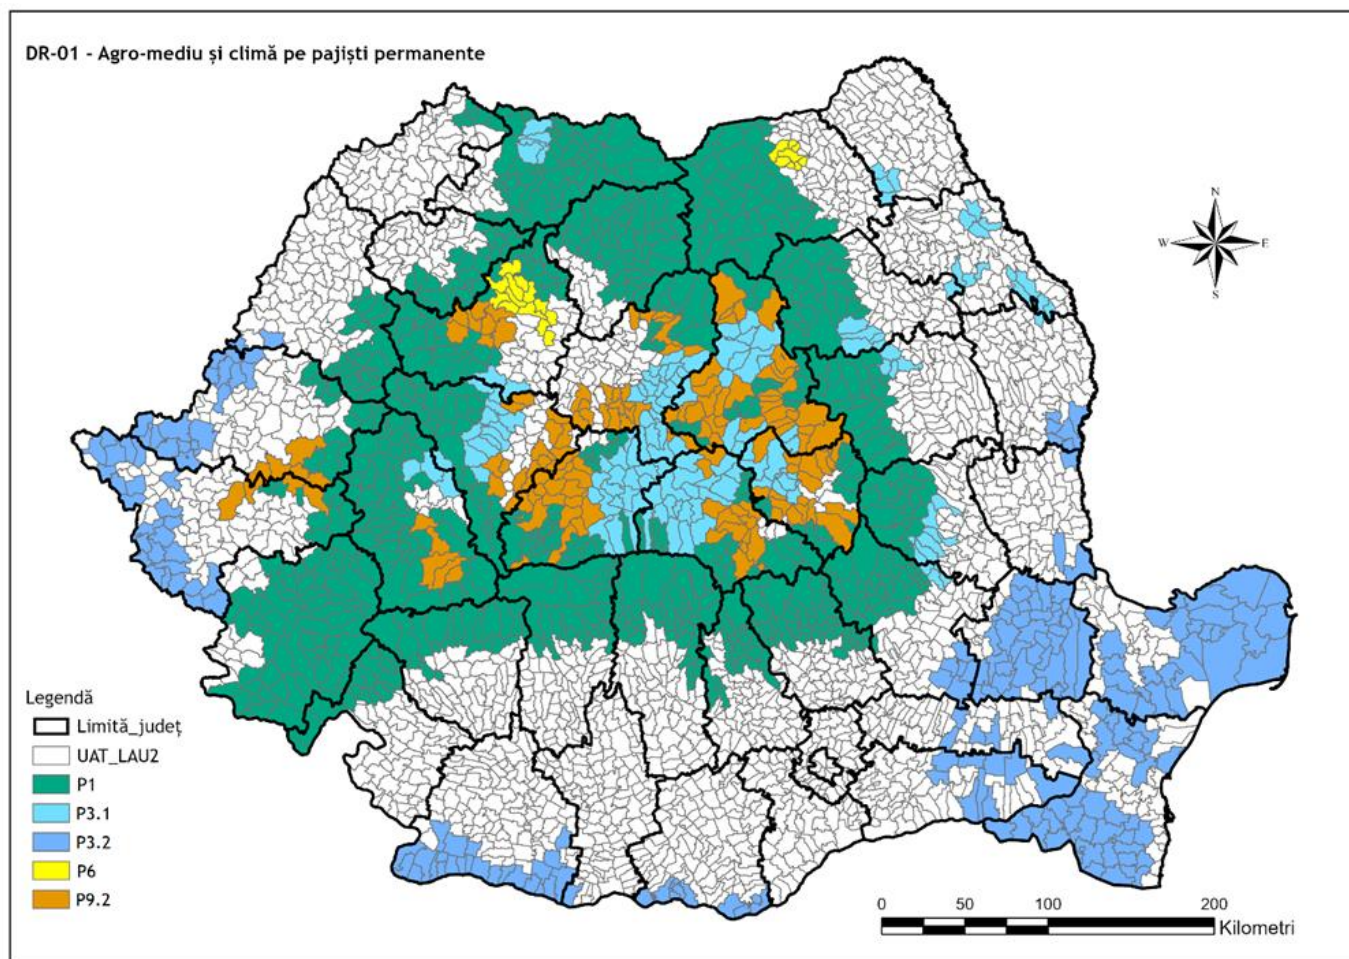 DR-01 - Agro-mediu și climă pe pajiști permanente
N
W E
S
Legendă
Limită_județ
UAT_LAU2
P1
P3.1
P3.2
P6
P9.2
0 50 100 200
Kilometri